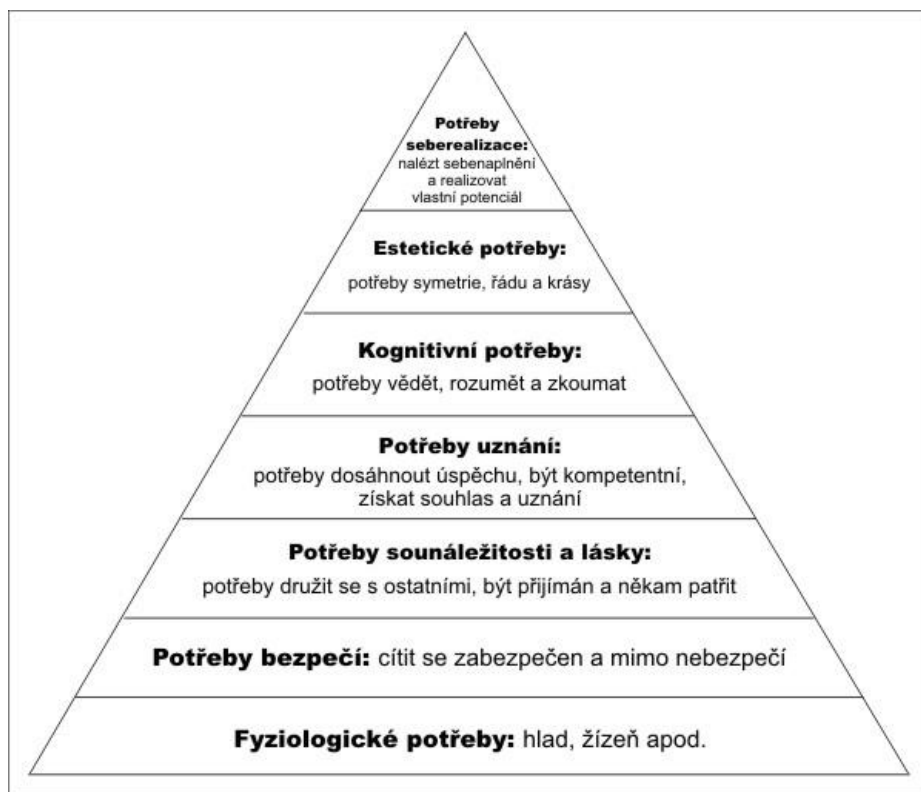 Potřeby
seberealizace:
nalézt sebenaplnění
a realizovat
vlastní potenciál
Estetické potřeby:
potřeby symetrie, řádu a krásy
Kognitivní potřeby:
potřeby vědět, rozumět a zkoumat
Potřeby uznání:
potřeby dosáhnout úspěchu, být kompetentní,
získat souhlas a uznání
Potřeby sounáležitosti a lásky:
potřeby družit se s ostatními, být přijímán a někam patřit
Potřeby bezpečí: cítit se zabezpečen a mimo nebezpečí
Fyziologické potřeby: hlad, žízeň apod.